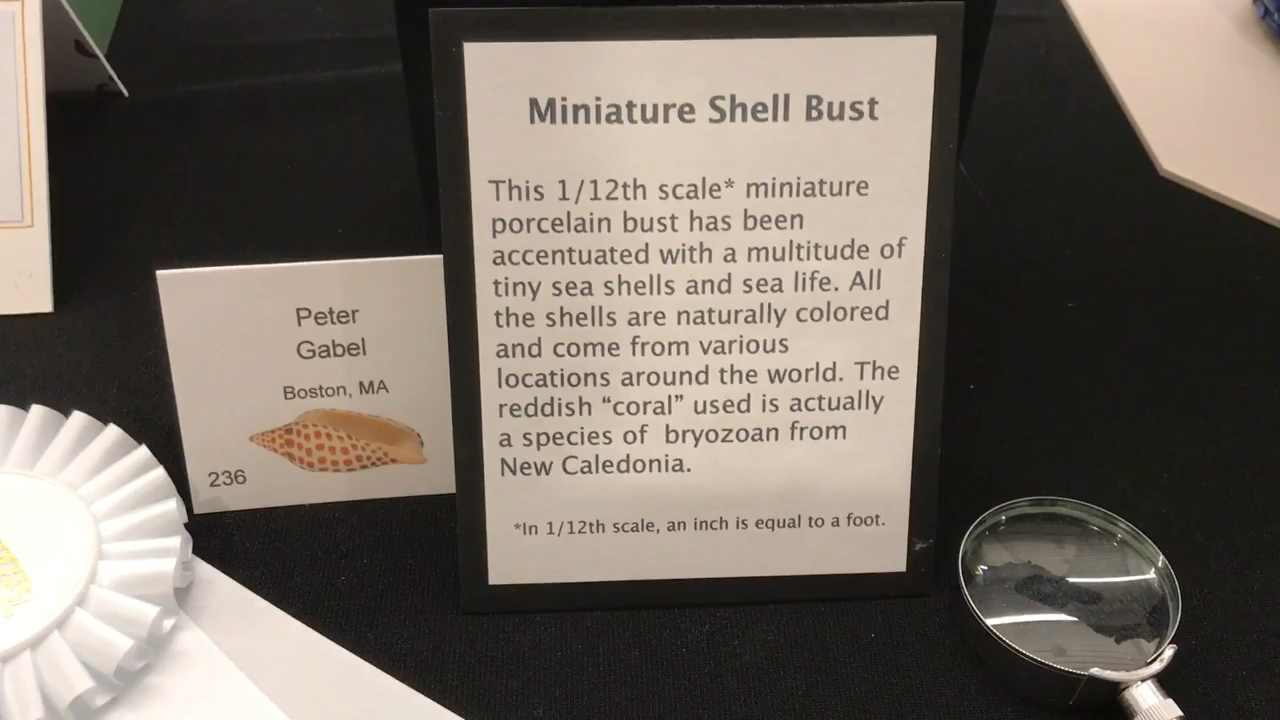 Miniature Shell Bust
This 1/12th scale* miniature
porcelain bust has been
accentuated with a multitude of
tiny sea shells and sea life. All
the shells are naturally colored
and come from various
locations around the world. The
reddish “coral” used is actually
a species of bryozoan from
New Caledonia.
*In 1/12th scale, an inch is equal to a foot.
Peter
Gabel
Boston, MA
236